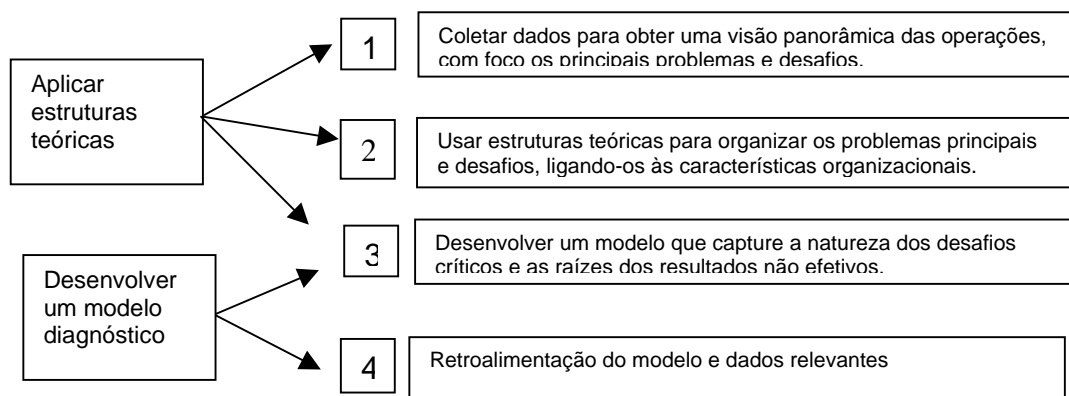 Aplicar
estruturas
teóricas
1
Coletar dados para obter uma visão panorâmica das operações,
com foco os principais problemas e desafios.
2
Usar estruturas teóricas para organizar os problemas principais
e desafios, ligando-os às características organizacionais.
3
Desenvolver um modelo que capture a natureza dos desafios
críticos e as raízes dos resultados não efetivos.
Desenvolver
um modelo
diagnóstico
4
Retroalimentação do modelo e dados relevantes